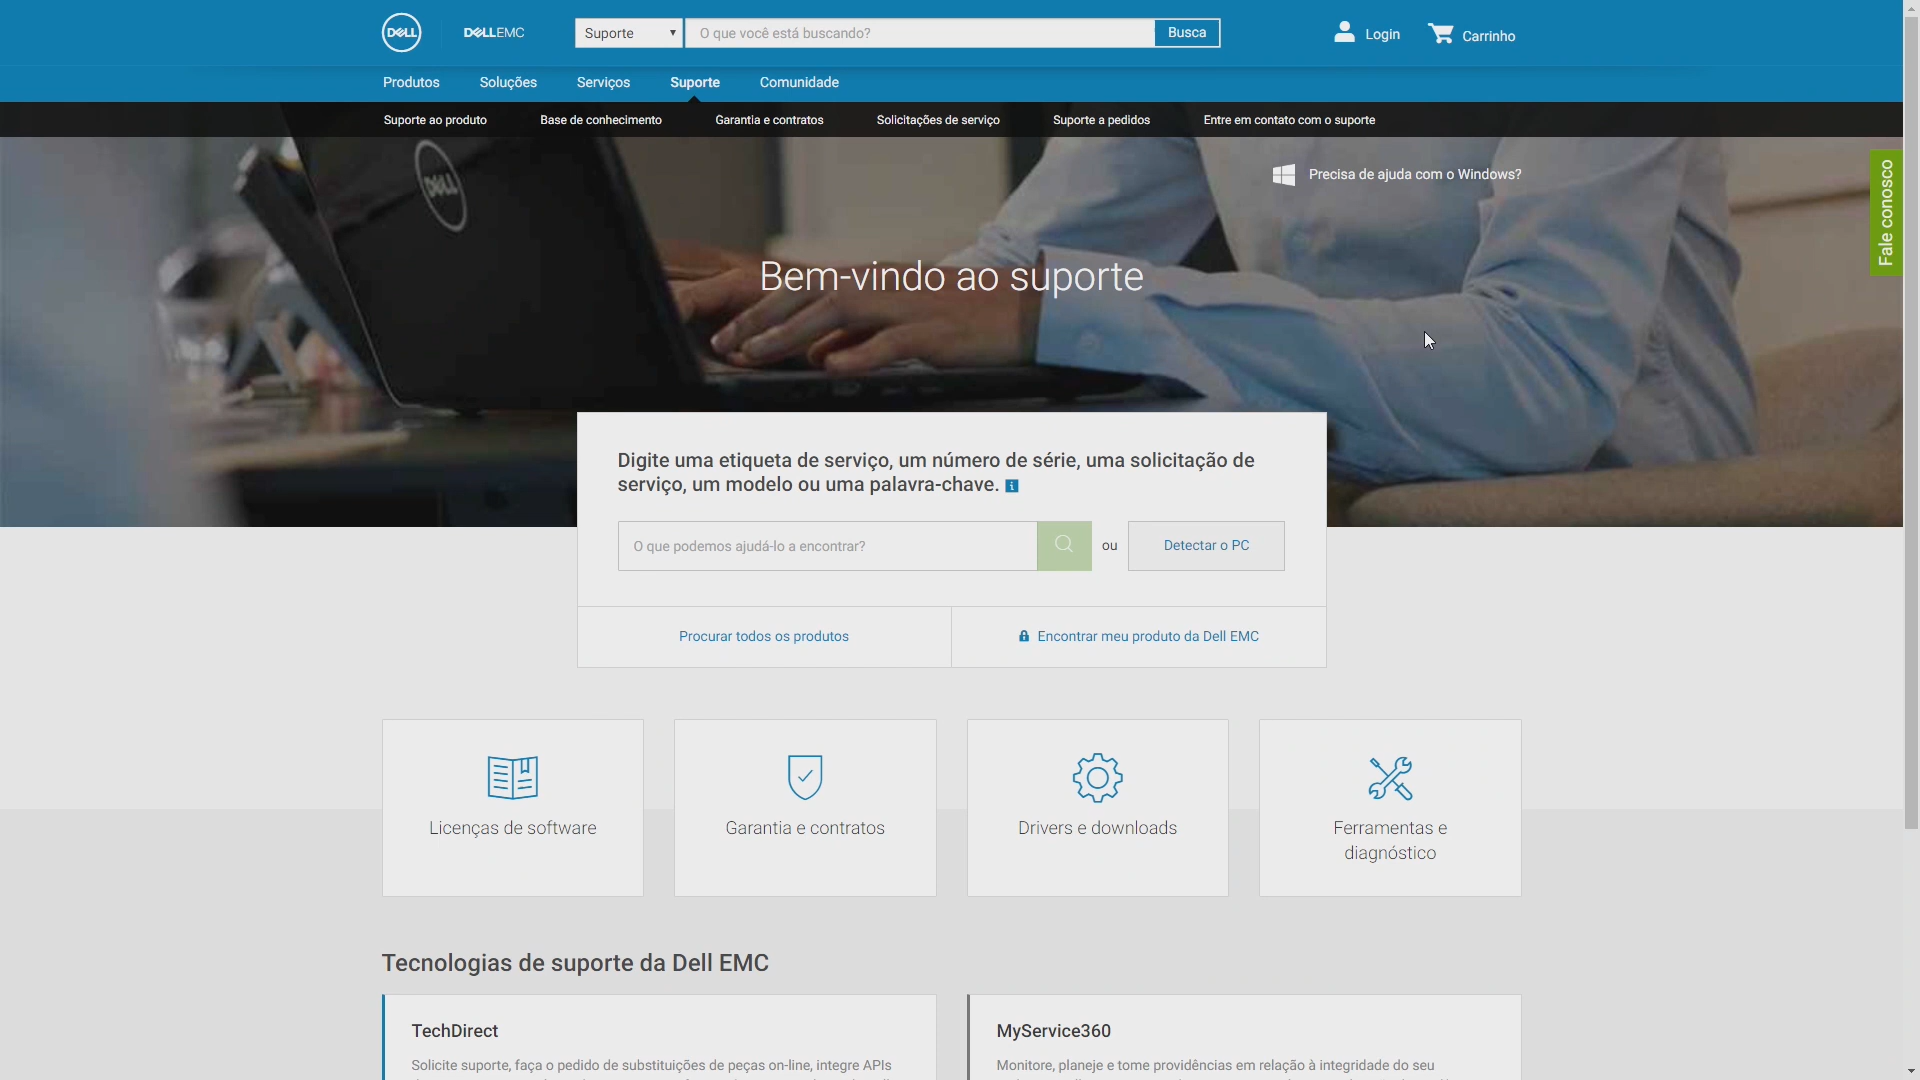 DELL
DELLEMC
Suporte
O que você está buscando?
Busca
Login
Carrinho
Produtos
Soluções
Serviços
Suporte
Comunidade
Suporte ao produto
Base de conhecimento
Garantia e contratos
Solicitações de serviço
Suporte a pedidos
Entre em contato com o suporte
DELL
Precisa de ajuda com o Windows?
Fale conosco
Bem-vindo ao suporte
Digite uma etiqueta de serviço, um número de série, uma solicitação de
serviço, um modelo ou uma palavra-chave.
O que podemos ajudá-lo a encontrar?
ou
Detectar o PC
Procurar todos os produtos
Encontrar meu produto da Dell EMC
Licenças de software
Garantia e contratos
Drivers e downloads
Ferramentas e
diagnóstico
Tecnologias de suporte da Dell EMC
TechDirect
Solicite suporte, faça o pedido de substituições de peças on-line, integre APIs
MyService360
Monitore, planeje e tome providências em relação à integridade do seu